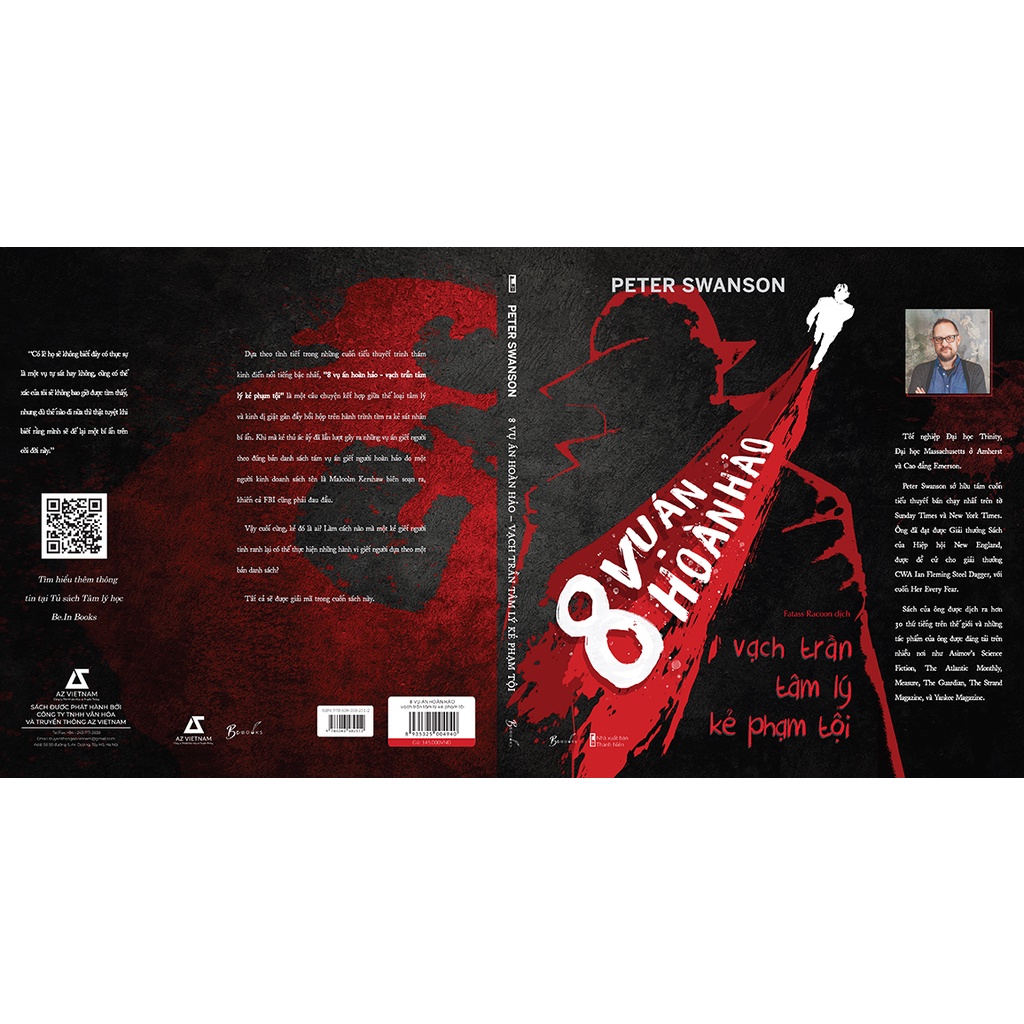 "Có lẽ họ sẽ không biết đây có thực sự
là một vụ tự sát hay không, cũng có thể
xác của tôi sẽ không bao giờ được tìm thấy,
nhưng dù thế nào đi nữa thì thật tuyệt khi
biết rằng mình sẽ để lại một bí ẩn trên
cõi đời này."
Tìm hiểu thêm thông
tin tại Tủ sách Tâm lý học
Be.In Books
AZ VIETNAM
SÁCH ĐƯỢC PHÁT HÀNH BỞI
CÔNG TY TNHH VĂN HÓA
VÀ TRUYỀN THÔNG AZ VIETNAM
Dựa theo tình tiết trong những cuốn tiểu thuyết trinh thám
kinh điển nổi tiếng bậc nhất, "8 vụ án hoàn hảo - vạch trần tâm
lý kẻ phạm tội" là một câu chuyện kết hợp giữa thể loại tâm lý
và kinh dị giật gân đầy hồi hộp trên hành trình tìm ra kẻ sát nhân
bí ẩn. Khi mà kẻ thủ ác ấy đã lần lượt gây ra những vụ án giết người
theo đúng bản danh sách tám vụ án giết người hoàn hảo do một
người kinh doanh sách tên là Malcolm Kershaw biên soạn ra,
khiến cả FBI cũng phải đau đầu.
Vậy cuối cùng, kẻ đó là ai? Làm cách nào mà một kẻ giết người
tinh ranh lại có thể thực hiện những hành vi giết người dựa theo một
bản danh sách?
Tất cả sẽ được giải mã trong cuốn sách này.
AZ VIETNAM
BOOKS
8 VỤ ÁN HOÀN HẢO
vạch trần tâm lý kẻ phạm tội
8 935325 004940
Giá: 145.000VNĐ
PETER SWANSON
8 VỤ ÁN HOÀN HẢO – VẠCH TRẦN TÂM LÝ KẺ PHẠM TỘI
PETER SWANSON
8 VỤ ÁN
HOÀN HẢO
Fatass Racoon dịch
vạch trần
tâm lý
kẻ phạm tội
Nhà xuất bản
Thanh Niên
Tốt nghiệp Đại học Trinity,
Đại học Massachusetts ở Amherst
và Cao đẳng Emerson.
Peter Swanson sở hữu tám cuốn
tiểu thuyết bán chạy nhất trên tờ
Sunday Times và New York Times.
Ông đã đạt được Giải thưởng Sách
của Hiệp hội New England,
được đề cử cho giải thưởng
CWA Ian Fleming Steel Dagger, với
cuốn Her Every Fear.
Sách của ông được dịch ra hơn
30 thứ tiếng trên thế giới và những
tác phẩm của ông được đăng tải trên
nhiều nơi như Asimov's Science
Fiction, The Atlantic Monthly,
Measure, The Guardian, The Strand
Magazine, và Yankee Magazine.